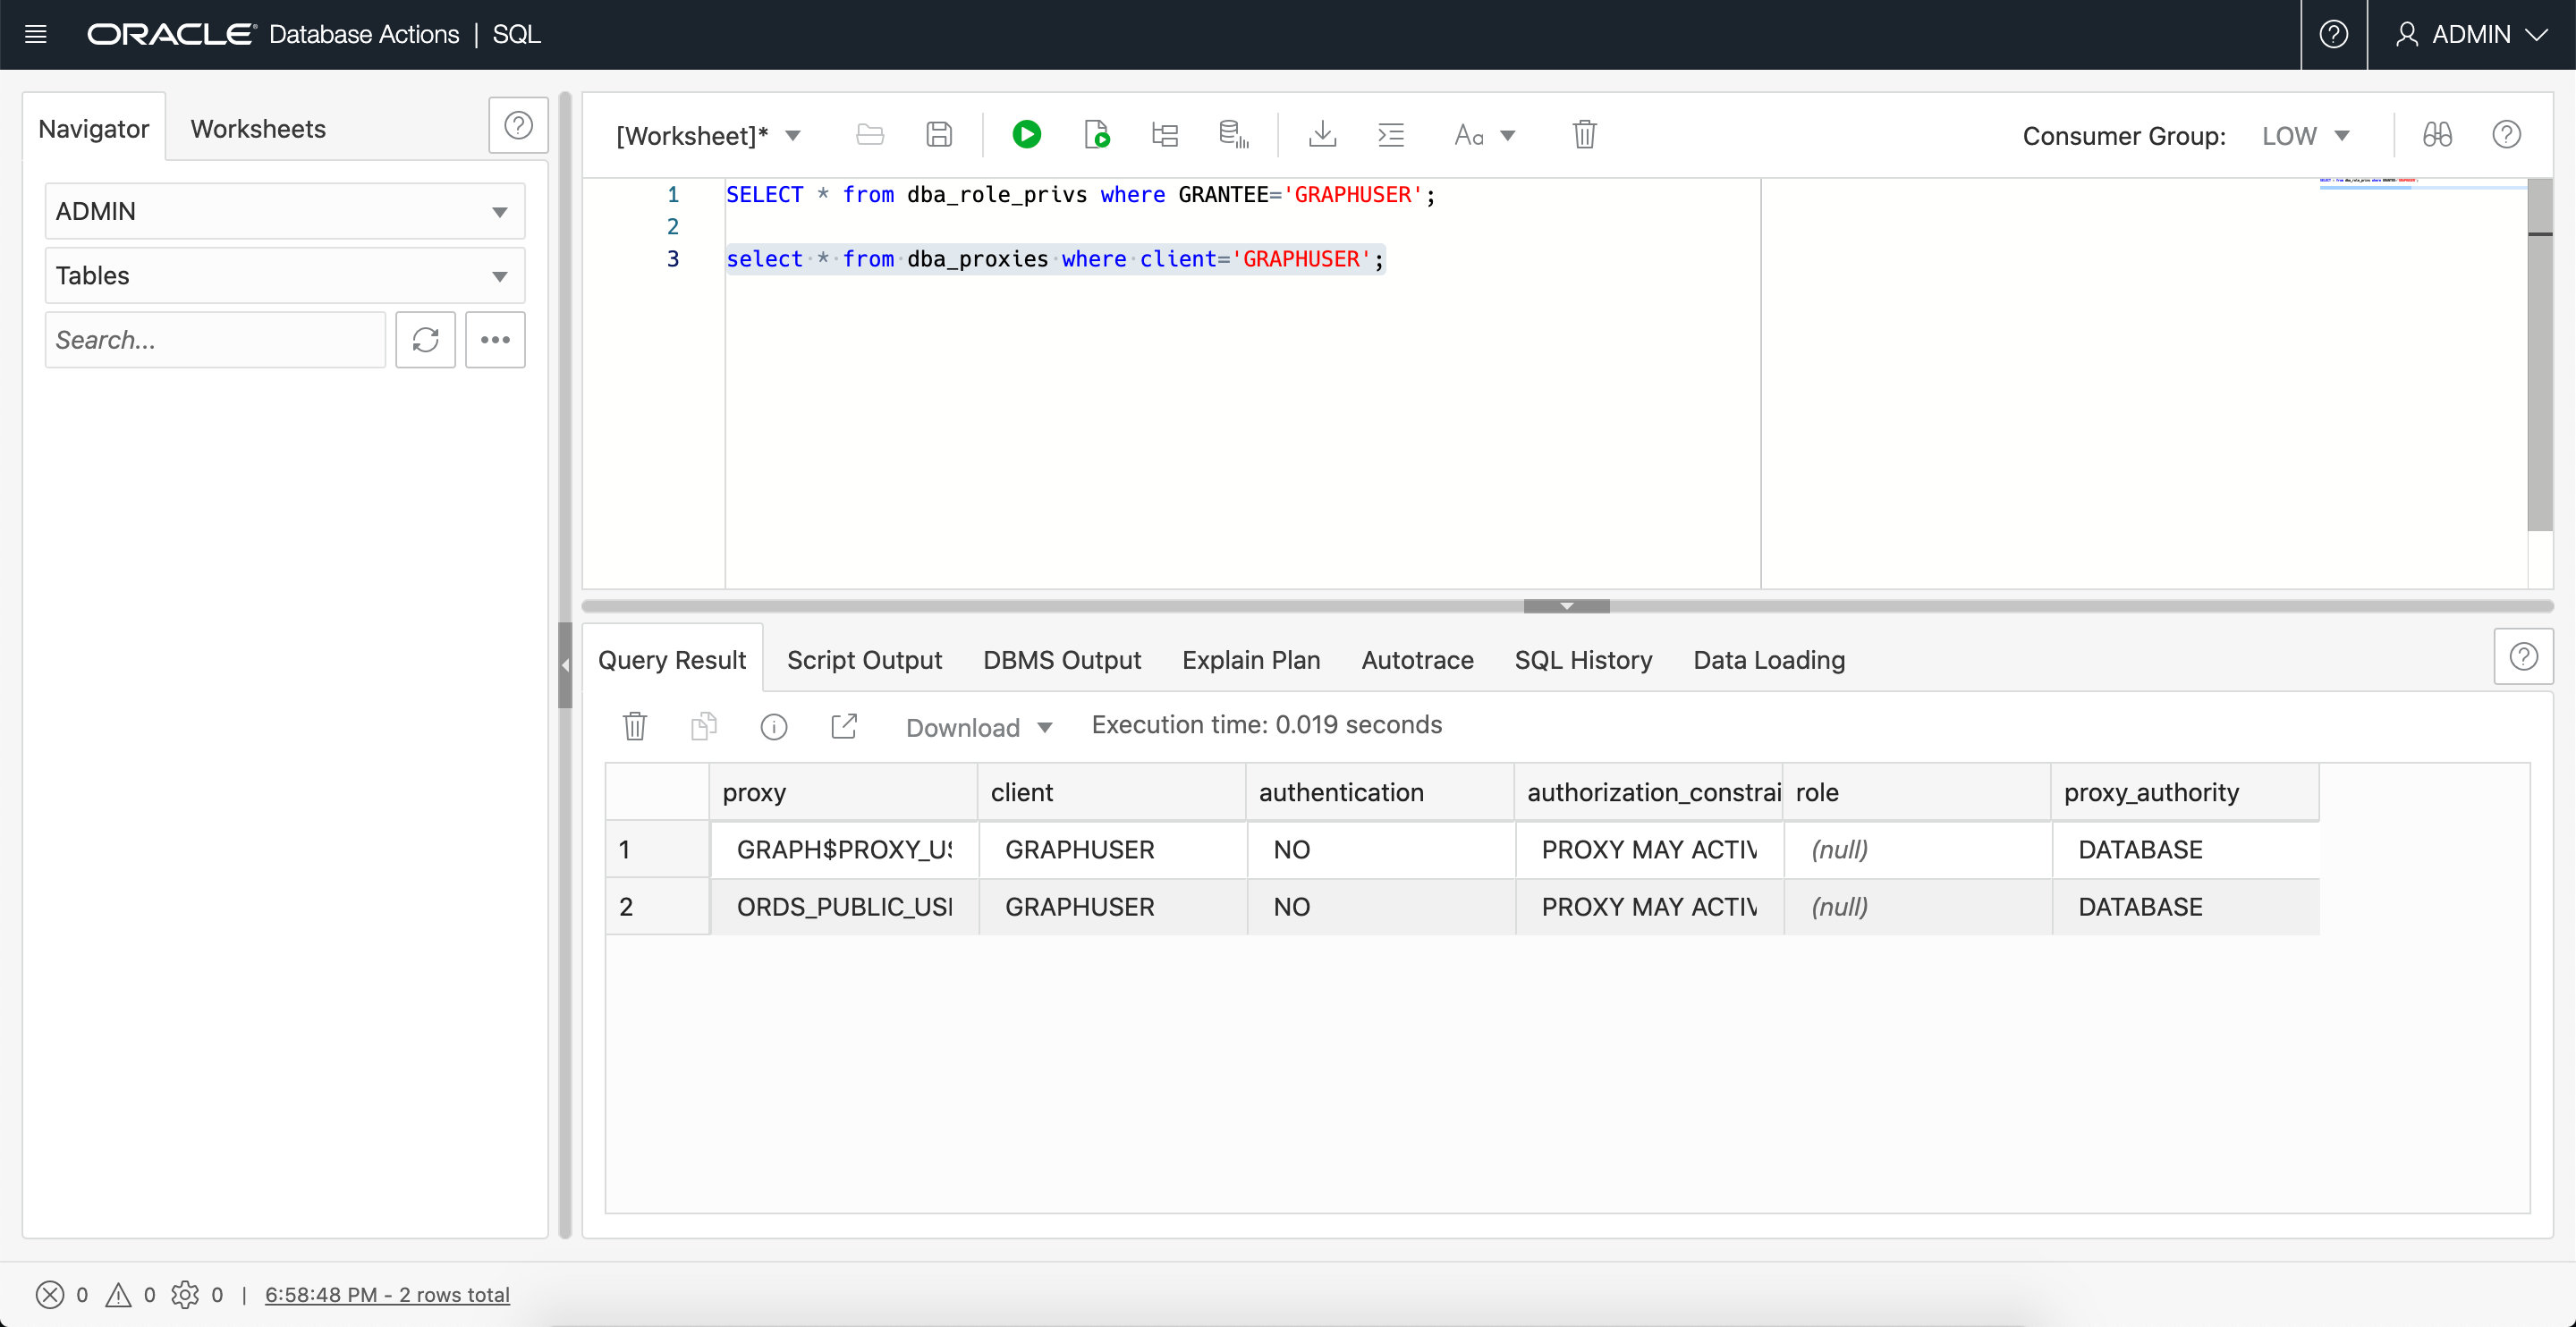 ORACLE Database Actions | SQL
ADMIN
Navigator
Worksheets
ADMIN
Tables
Search...
[Worksheet]*
Aa
Consumer Group: LOW
1 SELECT * from dba_role_privs where GRANTEE='GRAPHUSER';
2
3 select * from dba_proxies where client='GRAPHUSER';
Query Result
Script Output
DBMS Output
Explain Plan
Autotrace
SQL History
Data Loading
Download
Execution time: 0.019 seconds
proxy client authentication authorization_constrai role proxy_authority
1 GRAPH$PROXY_US GRAPHUSER NO PROXY MAY ACTIV (null) DATABASE
2 ORDS_PUBLIC_USI GRAPHUSER NO PROXY MAY ACTIV (null) DATABASE
0 0 0 | 6:58:48 PM - 2 rows total